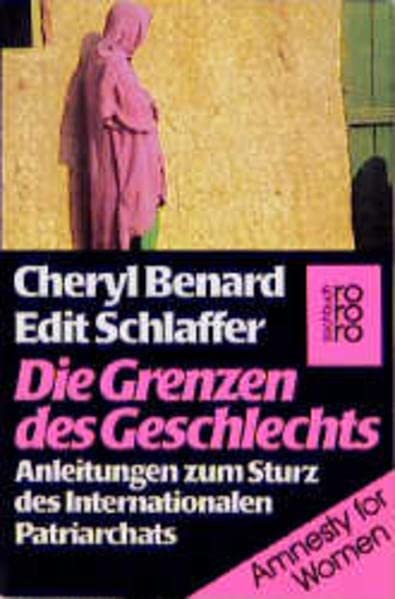 Cheryl Benard
Edit Schlaffer
Die Grenzen
des Geschlechts
Anleitungen zum Sturz
des Internationalen
Patriarchats
sachbuch
rororo
Amnesty for
Women